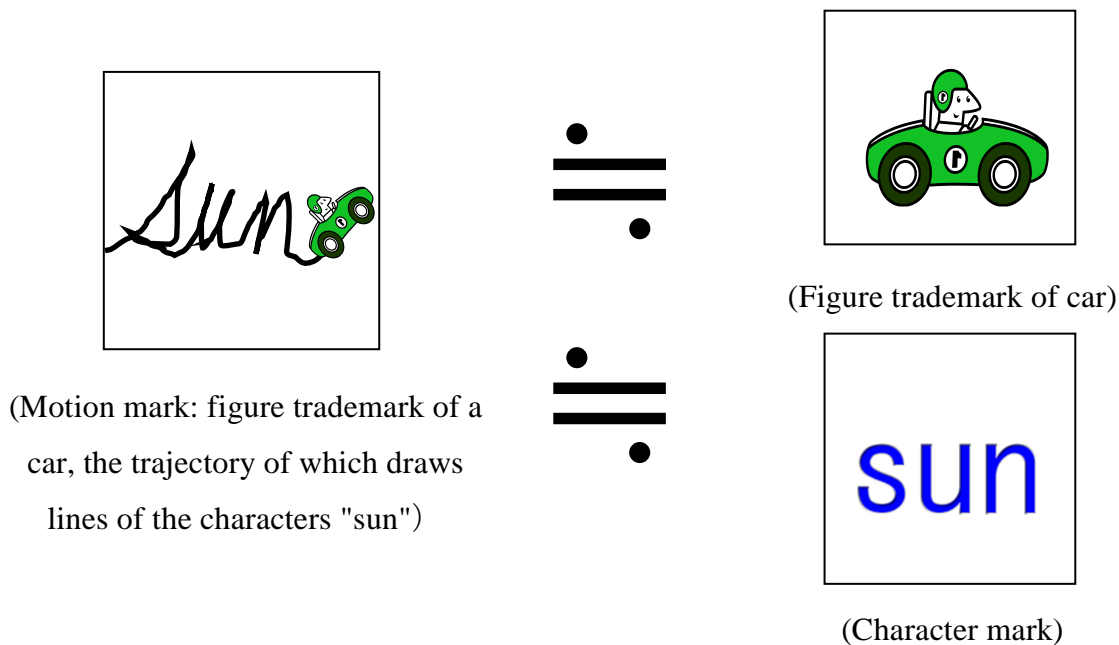 sun
≒
(Figure trademark of car)
(Motion mark: figure trademark of a
car, the trajectory of which draws
lines of the characters "sun")
≒
sun
(Character mark)